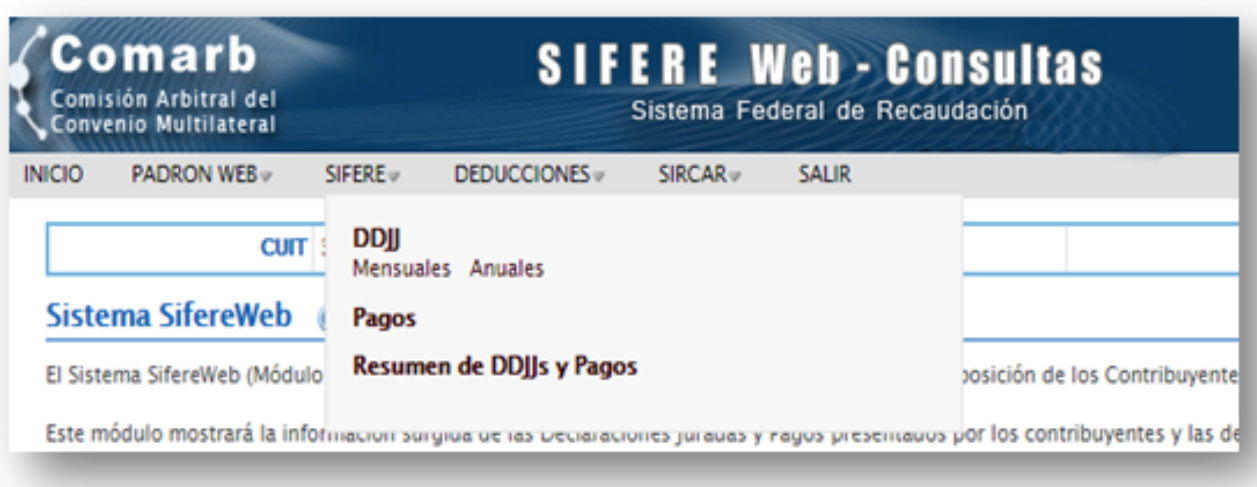 Comarb
Comisión Arbitral del
Convenio Multilateral
SIFERE Web - Consultas
Sistema Federal de Recaudación
INICIO PADRON WEB SIFERE DEDUCCIONES SIRCAR SALIR
CUIT
DDJJ
Mensuales Anuales
Pagos
Resumen de DDJJs y Pagos
Sistema SifereWeb
El Sistema SifereWeb (Módulo
de los Contribuyente
Este módulo mostrará la información surgida de las Declaraciones Juradas y Pagos presentados por los contribuyentes y las de